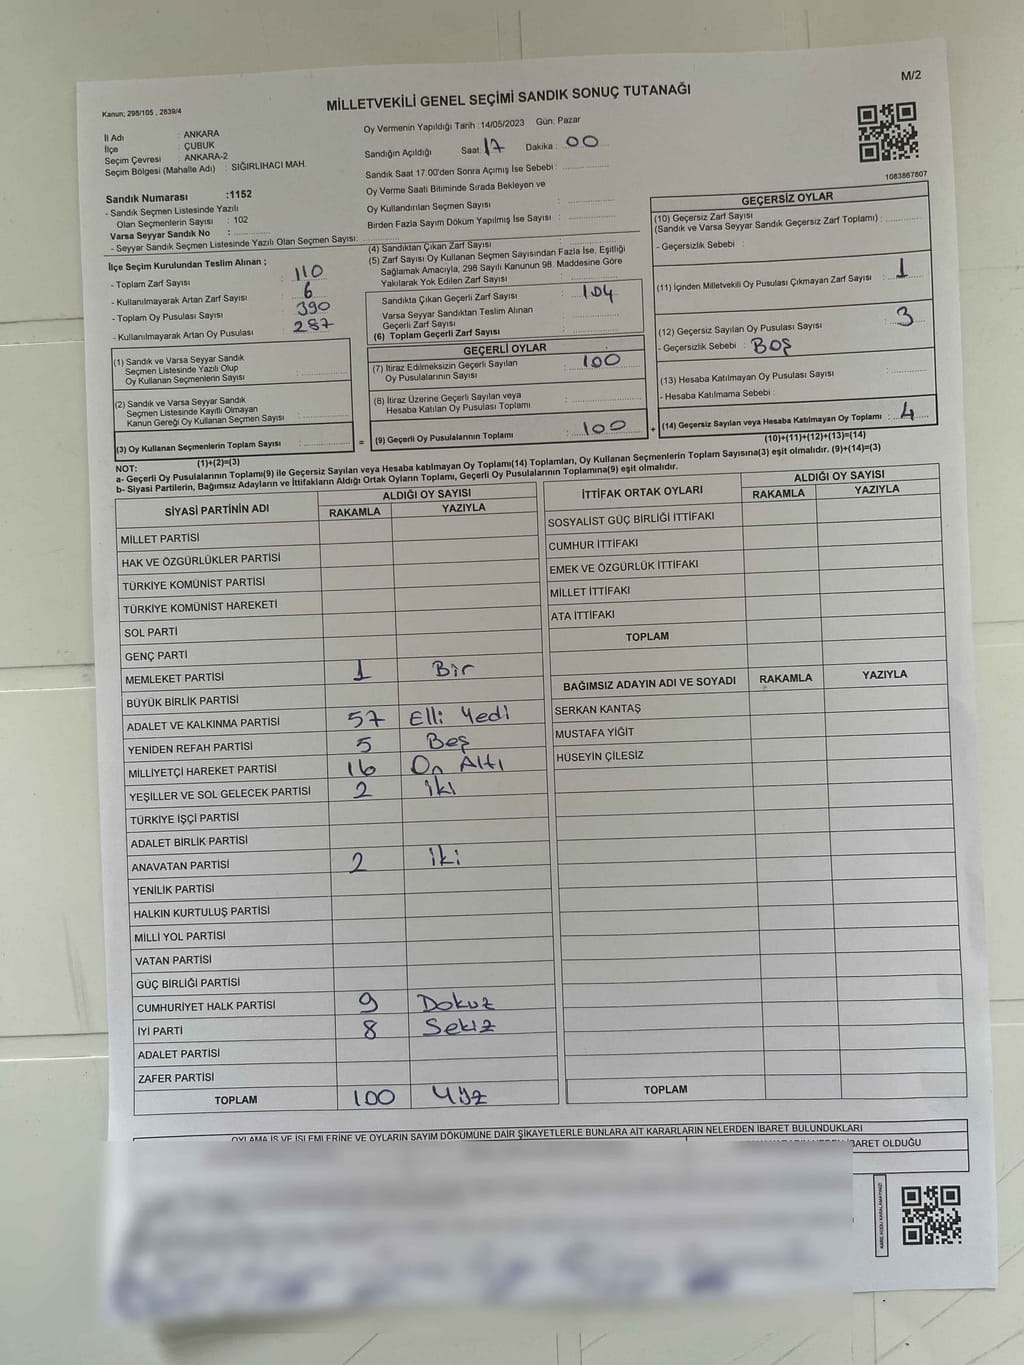 M/2
Kanun; 298/105 , 2839/4
MİLLETVEKİLİ GENEL SEÇİMİ SANDIK SONUÇ TUTANAĞI
İl Adı : ANKARA
İlçe : ÇUBUK
Seçim Çevresi : ANKARA-2
Seçim Bölgesi (Mahalle Adı) : SIĞIRLIHACI MAH.
Oy Vermenin Yapıldığı Tarih : 14/05/2023 Gün: Pazar
Sandığın Açıldığı Saat: 17 Dakika : 00
Sandık Saat 17.00'den Sonra Açımış İse Sebebi :
Oy Verme Saati Bitiminde Sırada Bekleyen ve
Oy Kullandırılan Seçmen Sayısı :
Birden Fazla Sayım Döküm Yapılmış İse Sayısı :
1083867807
Sandık Numarası :1152
- Sandık Seçmen Listesinde Yazılı
Olan Seçmenlerin Sayısı : 102
Varsa Seyyar Sandık No :
- Seyyar Sandık Seçmen Listesinde Yazılı Olan Seçmen Sayısı:
İlçe Seçim Kurulundan Teslim Alınan ;
- Toplam Zarf Sayısı : 110
- Kullanılmayarak Artan Zarf Sayısı : 6
- Toplam Oy Pusulası Sayısı : 390
- Kullanılmayarak Artan Oy Pusulası : 287
(4) Sandıktan Çıkan Zarf Sayısı :
(5) Zarf Sayısı Oy Kullanan Seçmen Sayısından Fazla İse, Eşitliği
Sağlamak Amacıyla, 298 Sayılı Kanunun 98. Maddesine Göre
Yakılarak Yok Edilen Zarf Sayısı :
Sandıkta Çıkan Geçerli Zarf Sayısı : 104
Varsa Seyyar Sandıktan Teslim Alınan
Geçerli Zarf Sayısı :
(6) Toplam Geçerli Zarf Sayısı :
GEÇERSİZ OYLAR
(10) Geçersiz Zarf Sayısı
(Sandık ve Varsa Seyyar Sandık Geçersiz Zarf Toplamı) :
- Geçersizlik Sebebi :
(11) İçinden Milletvekili Oy Pusulası Çıkmayan Zarf Sayısı : 1
(12) Geçersiz Sayılan Oy Pusulası Sayısı : 3
- Geçersizlik Sebebi : BOŞ
(13) Hesaba Katılmayan Oy Pusulası Sayısı :
- Hesaba Katılmama Sebebi :
(14) Geçersiz Sayılan veya Hesaba Katılmayan Oy Toplamı : 4
(10)+(11)+(12)+(13)=(14)
(1) Sandık ve Varsa Seyyar Sandık
Seçmen Listesinde Yazılı Olup
Oy Kullanan Seçmenlerin Sayısı :
(2) Sandık ve Varsa Seyyar Sandık
Seçmen Listesinde Kayıtlı Olmayan
Kanun Gereği Oy Kullanan Seçmen Sayısı :
(3) Oy Kullanan Seçmenlerin Toplam Sayısı :
(1)+(2)=(3)
=
GEÇERLİ OYLAR
(7) İtiraz Edilmeksizin Geçerli Sayılan
Oy Pusulalarının Sayısı : 100
(8) İtiraz Üzerine Geçerli Sayılan veya
Hesaba Katılan Oy Pusulası Toplamı :
(9) Geçerli Oy Pusulalarının Toplamı : 100
+
NOT:
a- Geçerli Oy Pusulalarının Toplamı(9) ile Geçersiz Sayılan veya Hesaba katılmayan Oy Toplamı(14) Toplamları, Oy Kullanan Seçmenlerin Toplam Sayısına(3) eşit olmalıdır. (9)+(14)=(3)
b- Siyasi Partilerin, Bağımsız Adayların ve İttifakların Aldığı Ortak Oyların Toplamı, Geçerli Oy Pusulalarının Toplamına(9) eşit olmalıdır.
SİYASİ PARTİNİN ADI
ALDIĞI OY SAYISI
RAKAMLA YAZIYLA
MİLLET PARTİSİ
HAK VE ÖZGÜRLÜKLER PARTİSİ
TÜRKİYE KOMÜNİST PARTİSİ
TÜRKİYE KOMÜNİST HAREKETİ
SOL PARTİ
GENÇ PARTİ
MEMLEKET PARTİSİ 1 Bir
BÜYÜK BİRLİK PARTİSİ
ADALET VE KALKINMA PARTİSİ 57 Elli Yedi
YENİDEN REFAH PARTİSİ 5 Beş
MİLLİYETÇİ HAREKET PARTİSİ 16 On Altı
YEŞİLLER VE SOL GELECEK PARTİSİ 2 iki
TÜRKİYE İŞÇİ PARTİSİ
ADALET BİRLİK PARTİSİ
ANAVATAN PARTİSİ 2 iki
YENİLİK PARTİSİ
HALKIN KURTULUŞ PARTİSİ
MİLLİ YOL PARTİSİ
VATAN PARTİSİ
GÜÇ BİRLİĞİ PARTİSİ
CUMHURİYET HALK PARTİSİ 9 Dokuz
İYİ PARTİ 8 Sekiz
ADALET PARTİSİ
ZAFER PARTİSİ
TOPLAM 100 Yüz
İTTİFAK ORTAK OYLARI
ALDIĞI OY SAYISI
RAKAMLA YAZIYLA
SOSYALİST GÜÇ BİRLİĞİ İTTİFAKI
CUMHUR İTTİFAKI
EMEK VE ÖZGÜRLÜK İTTİFAKI
MİLLET İTTİFAKI
ATA İTTİFAKI
TOPLAM
BAĞIMSIZ ADAYIN ADI VE SOYADI RAKAMLA YAZIYLA
SERKAN KANTAŞ
MUSTAFA YİĞİT
HÜSEYİN ÇİLESİZ
TOPLAM
OYLAMA İŞ VE İŞLEMLERİNE VE OYLARIN SAYIM DÖKÜMÜNE DAİR ŞİKAYETLERLE BUNLARA AİT KARARLARIN NELERDEN İBARET BULUNDUKLARI
İBARET OLDUĞU